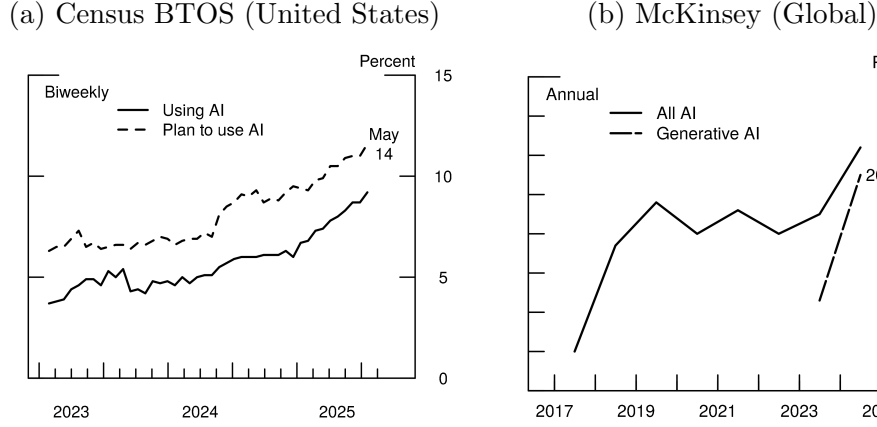 (a) Census BTOS (United States)
Percent
15
Biweekly
Using AI
Plan to use AI
May
14
10
5
0
2023
2024
2025
(b) McKinsey (Global)
Annual
All AI
Generative AI
2017
2019
2021
2023